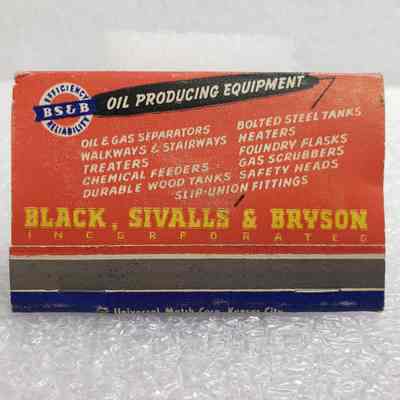 EFFICIENCY
BS&B
RELIABILITY
OIL PRODUCING EQUIPMENT
OIL & GAS SEPARATORS
WALKWAYS & STAIRWAYS
TREATERS
CHEMICAL FEEDERS
DURABLE WOOD TANKS
BOLTED STEEL TANKS
HEATERS
FOUNDRY FLASKS
GAS SCRUBBERS
SAFETY HEADS
SLIP-UNION FITTINGS
BLACK, SIVALLS & BRYSON
INCORPORATED
Universal Match Corp. Kansas City